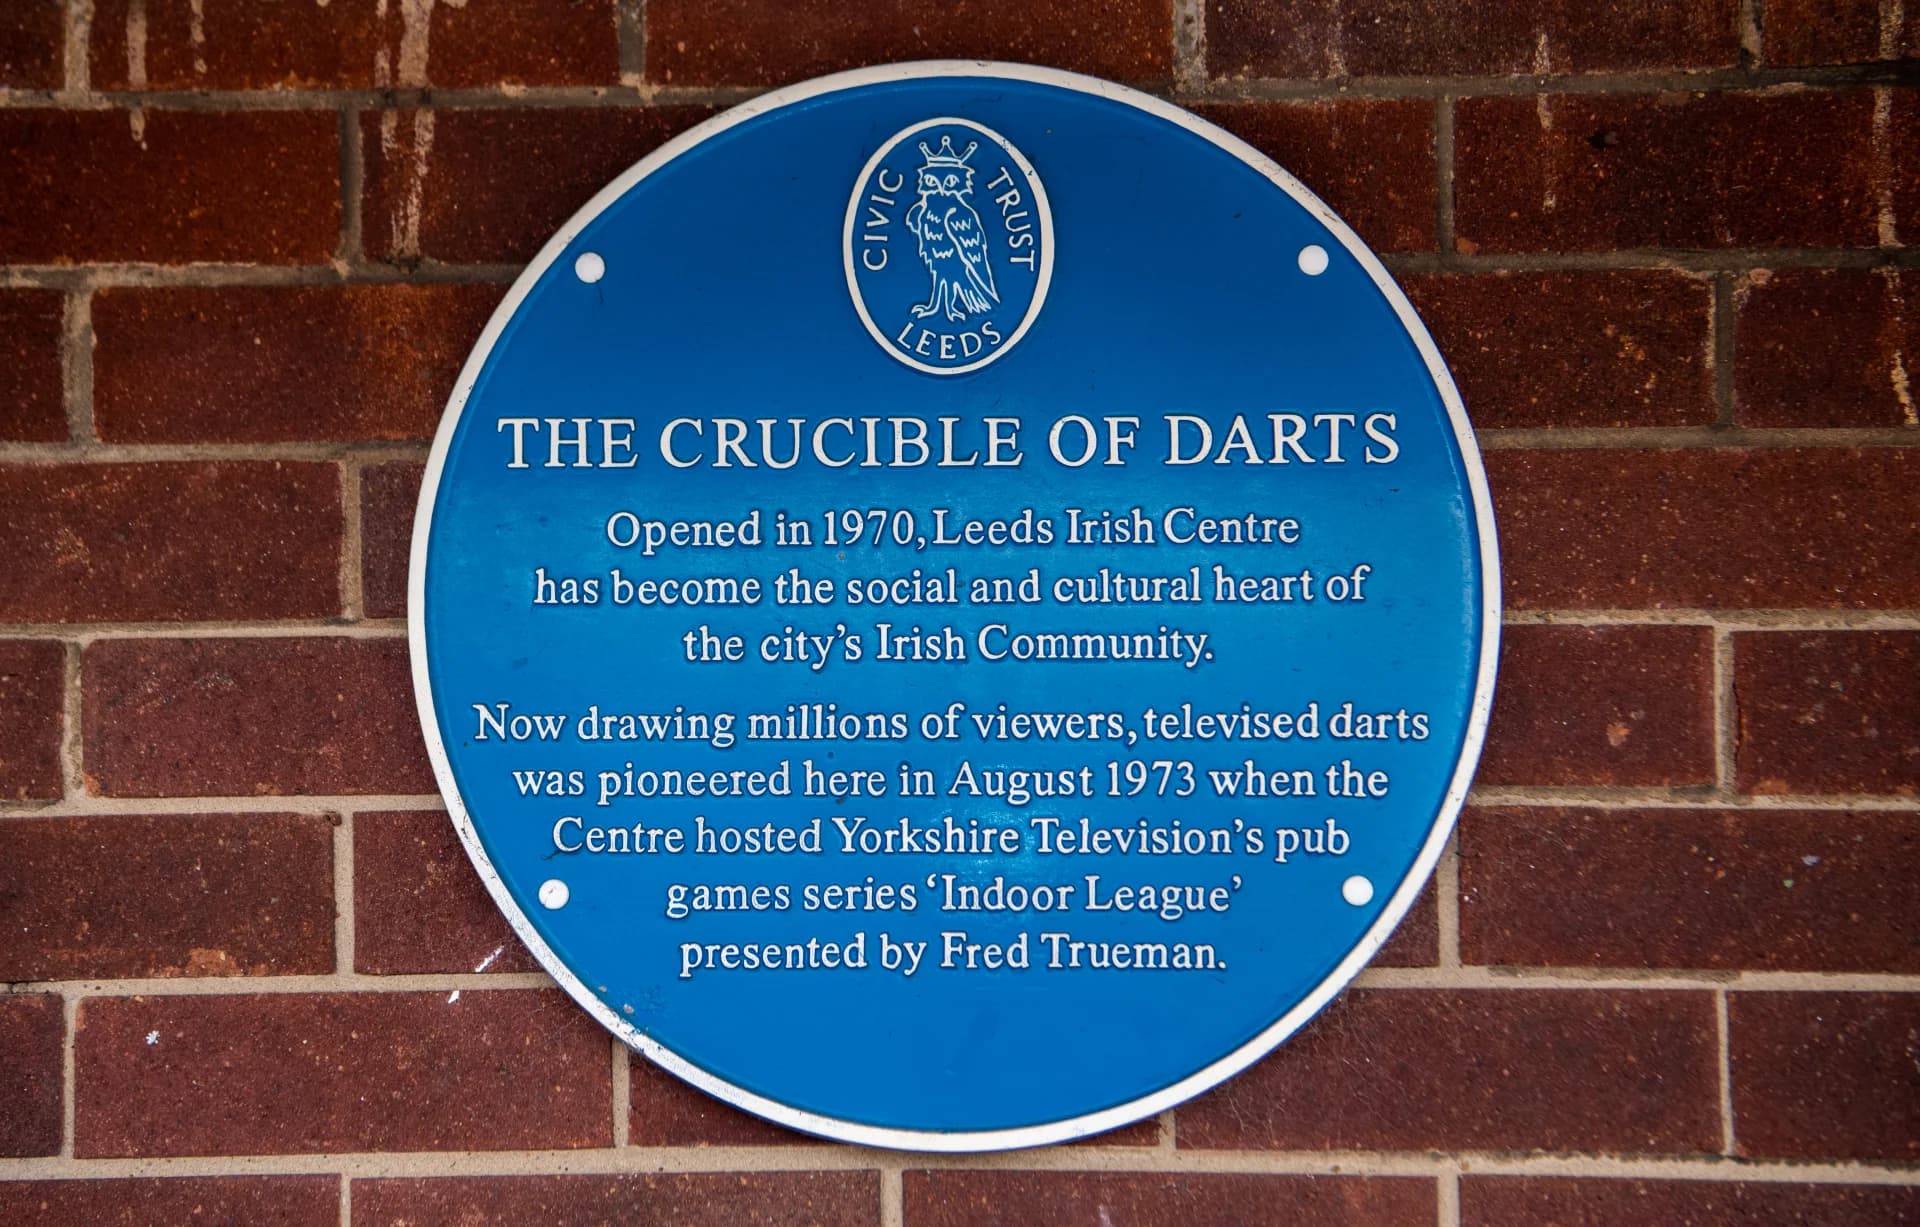 CIVIC TRUST
LEEDS
THE CRUCIBLE OF DARTS
Opened in 1970, Leeds Irish Centre
has become the social and cultural heart of
the city's Irish Community.
Now drawing millions of viewers, televised darts
was pioneered here in August 1973 when the
Centre hosted Yorkshire Television's pub
games series 'Indoor League'
presented by Fred Trueman.